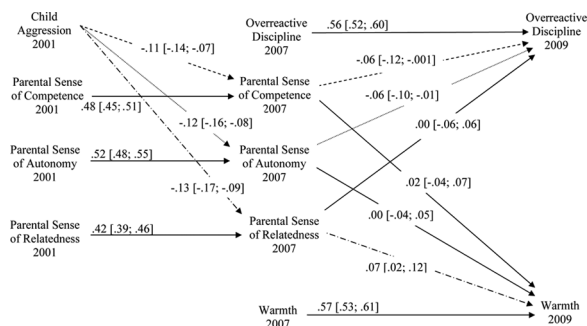 Child
Aggression
2001
Overreactive
Discipline
2007
.56 [.52; .60]
Overreactive
Discipline
2009
-.11 [-.14; -.07]
-.06 [-.12; -.001]
Parental Sense
of Competence
2001
.48 [.45;.51]
Parental Sense
of Competence
2007
-.06 [-.10; -.01]
-.12 [-.16; -.08]
.00 [-.06; .06]
Parental Sense
of Autonomy
2001
.52 [.48; .55]
Parental Sense
of Autonomy
2007
-.13 [-.17; -.09]
.02 [-.04; .07]
Parental Sense
of Relatedness
2001
.42 [.39; .46]
Parental Sense
of Relatedness
2007
.00 [-.04; .05]
.07 [.02; .12]
Warmth
2007
.57 [.53; .61]
Warmth
2009